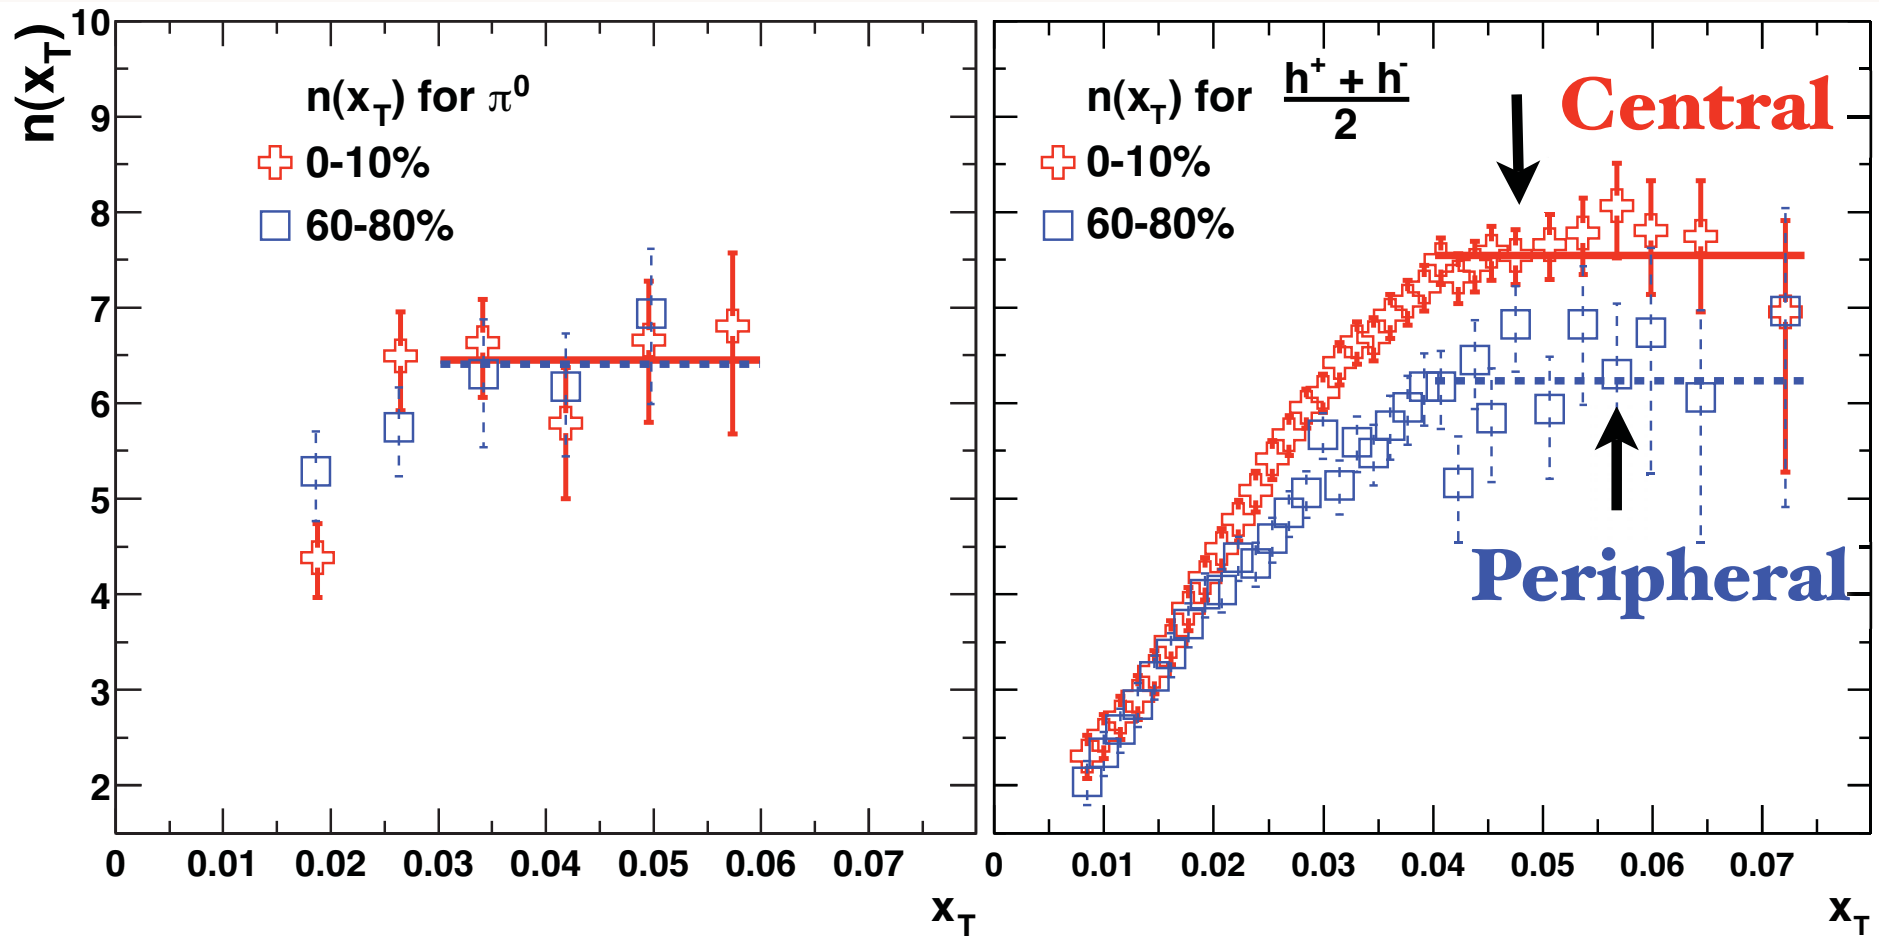 n(x_T)
10
9
8
7
6
5
4
3
2
n(x_T) for π⁰
0-10%
60-80%
0 0.01 0.02 0.03 0.04 0.05 0.06 0.07
x_T
n(x_T) for h⁺ + h⁻
2
0-10%
60-80%
Central
Peripheral
0 0.01 0.02 0.03 0.04 0.05 0.06 0.07
x_T